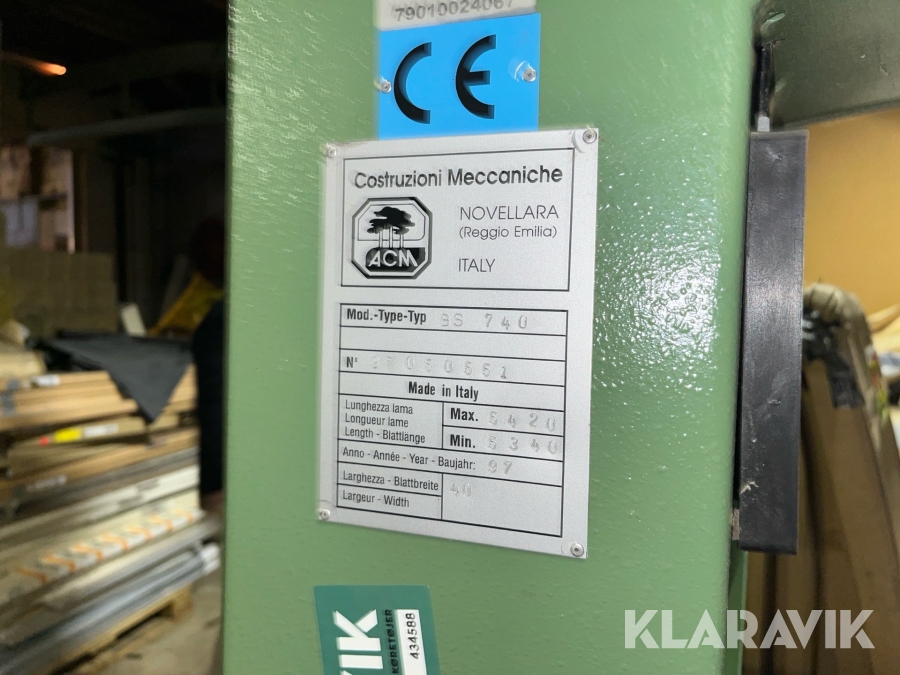 79010024067
CE
Costruzioni Meccaniche
ACM
NOVELLARA
(Reggio Emilia)
ITALY
Mod.-Type-Typ BS 740
N°
Made in Italy
Lunghezza lama
Longueur lame
Length - Blattlänge
Max. 5420
Min. 5340
Anno - Année - Year - Baujahr: 97
Larghezza - Blattbreite
Largeur - Width
40
VIK
KØRETØJER
434588
KLARAVIK